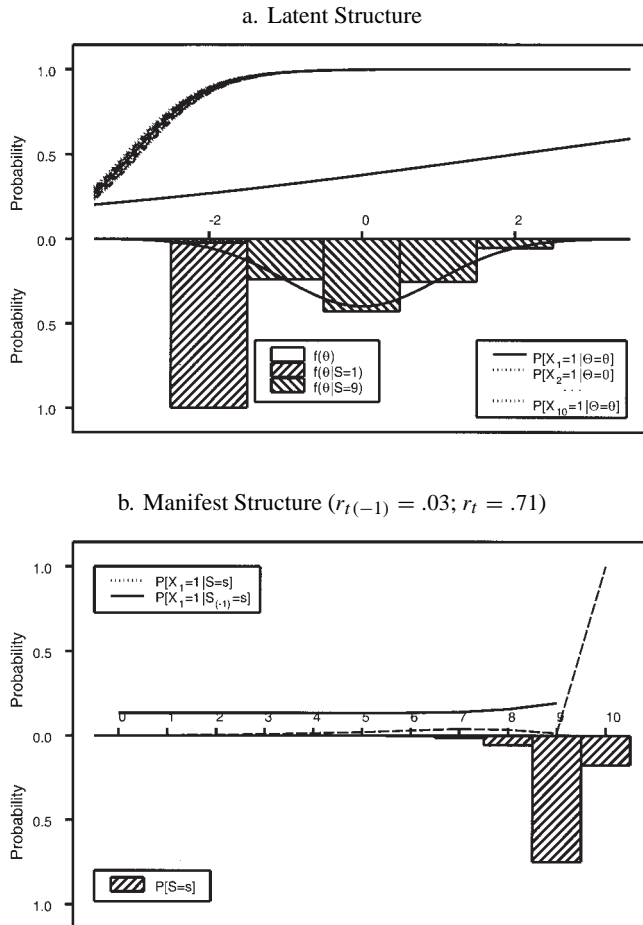 a. Latent Structure
1.0
0.5
0.0
0.5
1.0
Probability
Probability
-2 0 2
f(θ)
f(θ|S=1)
f(θ|S=9)
P[X₁=1|Θ=θ]
P[X₂=1|Θ=θ]
. . .
P[X₁₀=1|Θ=θ]
b. Manifest Structure (r_{t(−1)} = .03; r_t = .71)
P[X₁=1|S=s]
P[X₁=1|S₍₋₁₎=s]
1.0
0.5
0.0
0.5
1.0
Probability
Probability
0 1 2 3 4 5 6 7 8 9 10
P[S=s]